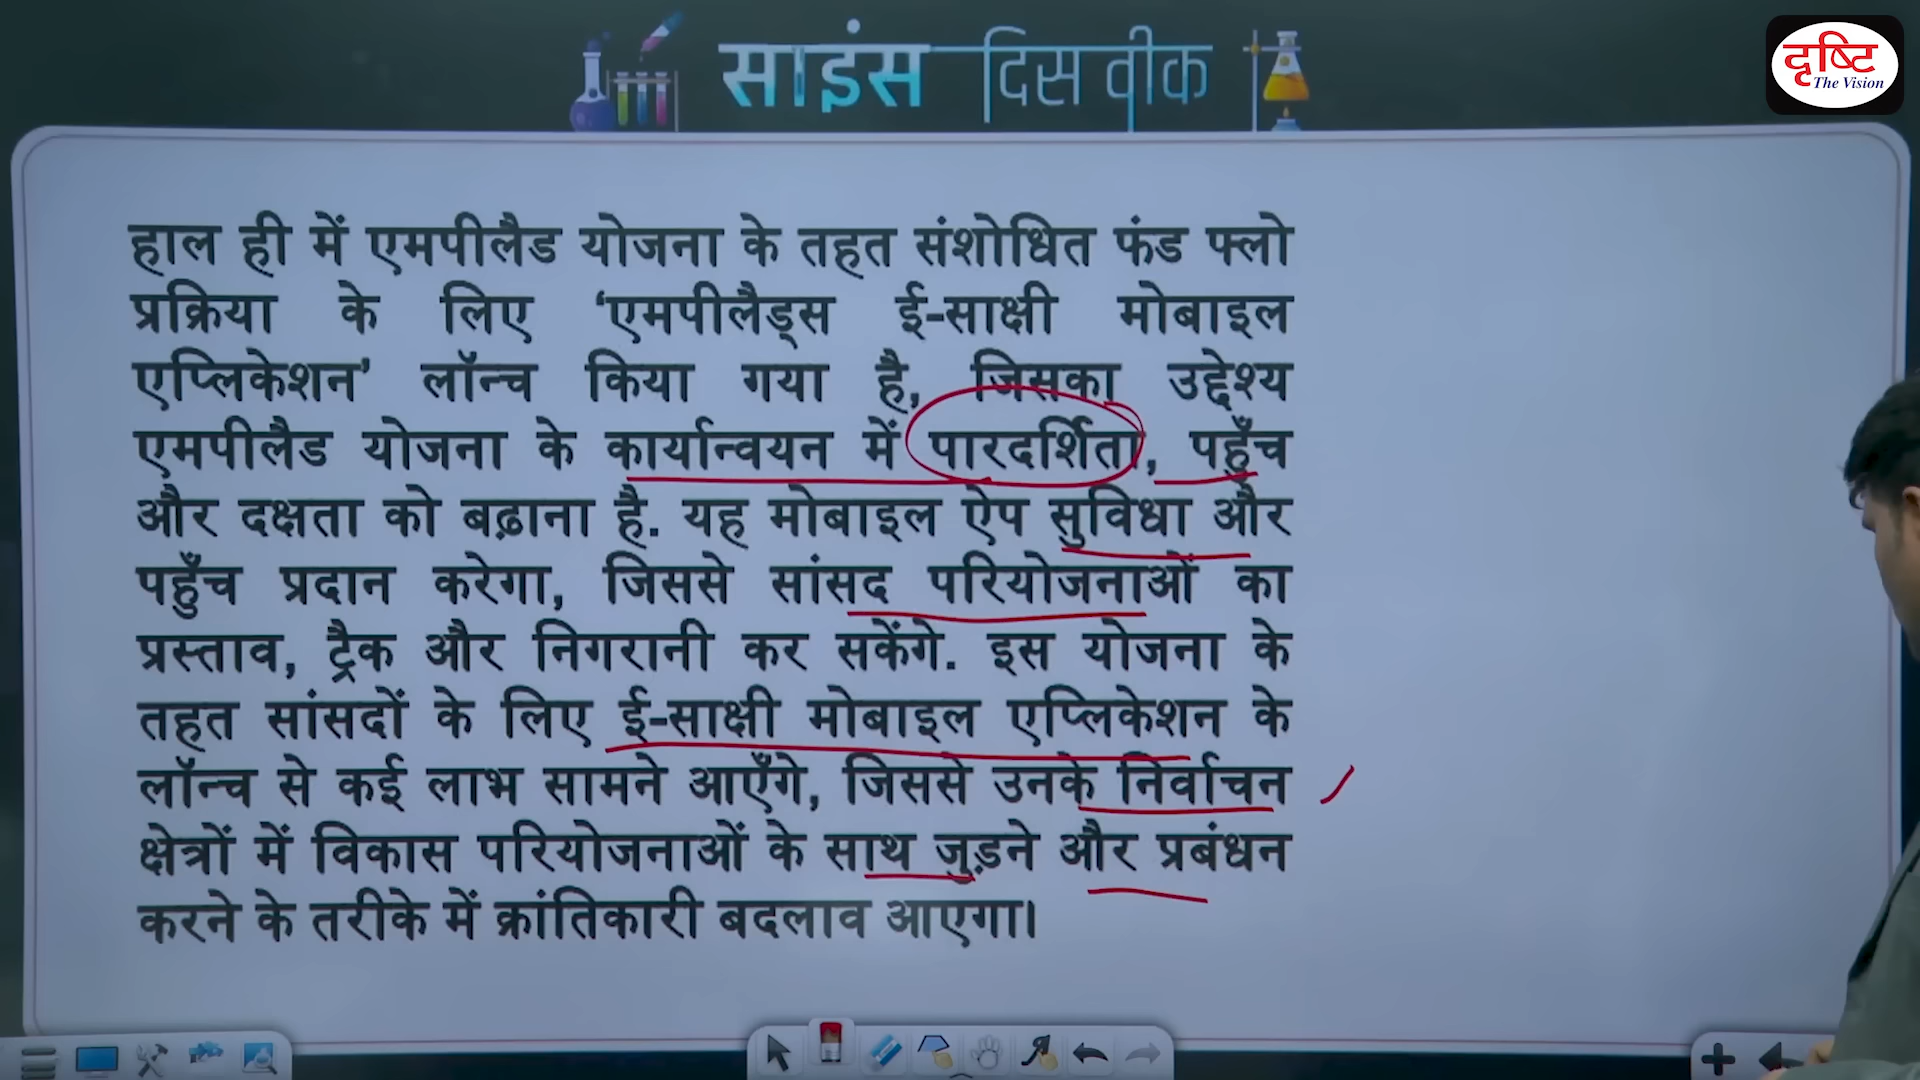 साइंस दिस वीक
दृष्टि
The Vision
हाल ही में एमपीलैड योजना के तहत संशोधित फंड फ्लो
प्रक्रिया के लिए ‘एमपीलैड्स ई-साक्षी मोबाइल
एप्लिकेशन’ लॉन्च किया गया है, जिसका उद्देश्य
एमपीलैड योजना के कार्यान्वयन में पारदर्शिता, पहुँच
और दक्षता को बढ़ाना है. यह मोबाइल ऐप सुविधा और
पहुँच प्रदान करेगा, जिससे सांसद परियोजनाओं का
प्रस्ताव, ट्रैक और निगरानी कर सकेंगे. इस योजना के
तहत सांसदों के लिए ई-साक्षी मोबाइल एप्लिकेशन के
लॉन्च से कई लाभ सामने आएँगे, जिससे उनके निर्वाचन
क्षेत्रों में विकास परियोजनाओं के साथ जुड़ने और प्रबंधन
करने के तरीके में क्रांतिकारी बदलाव आएगा।